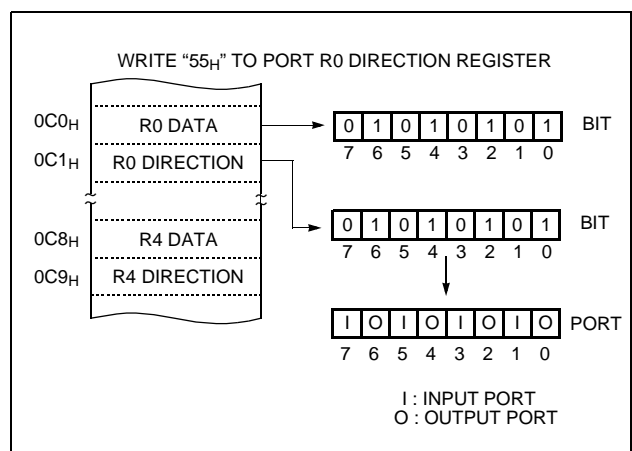 WRITE “55H” TO PORT R0 DIRECTION REGISTER
0C0H R0 DATA 0 1 0 1 0 1 0 1 BIT
7 6 5 4 3 2 1 0
0C1H R0 DIRECTION
0 1 0 1 0 1 0 1 BIT
7 6 5 4 3 2 1 0
0C8H R4 DATA
0C9H R4 DIRECTION
I O I O I O I O PORT
7 6 5 4 3 2 1 0
I : INPUT PORT
O : OUTPUT PORT